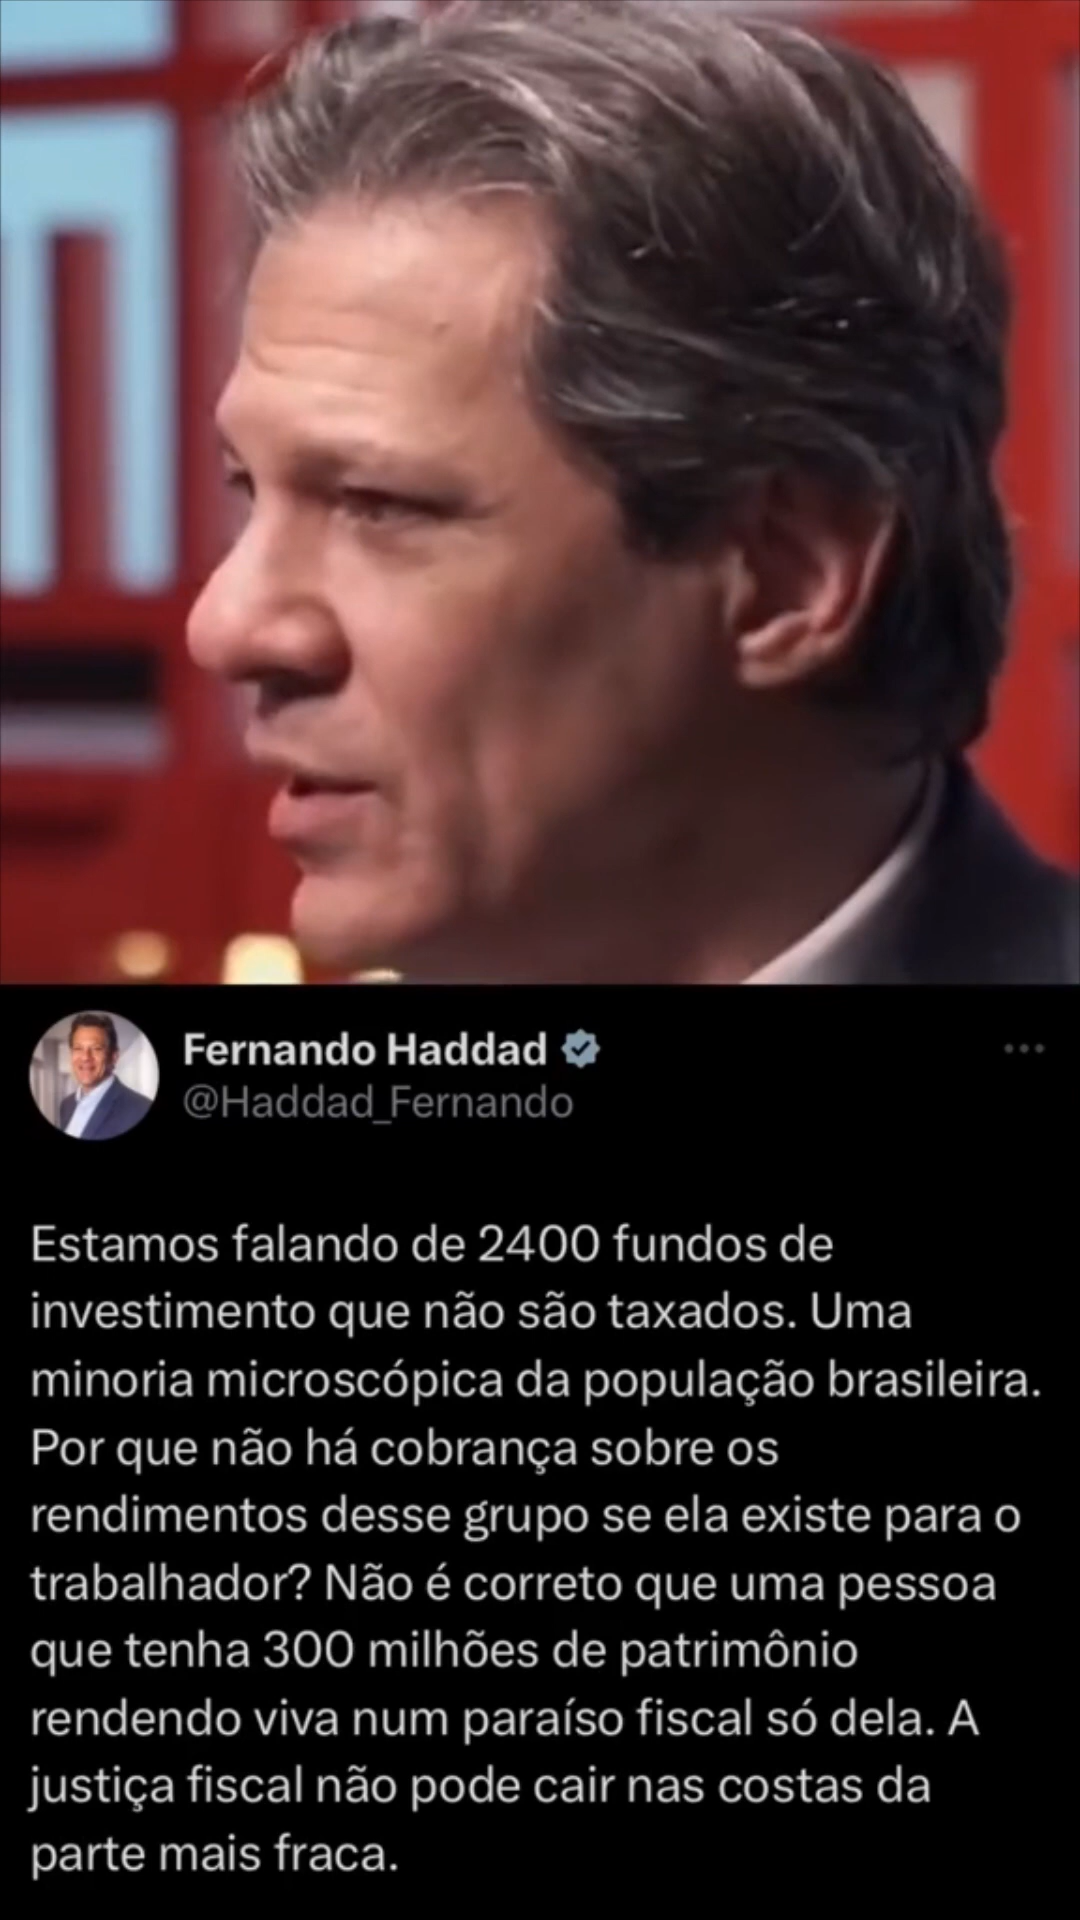 Fernando Haddad
@Haddad_Fernando
Estamos falando de 2400 fundos de
investimento que não são taxados. Uma
minoria microscópica da população brasileira.
Por que não há cobrança sobre os
rendimentos desse grupo se ela existe para o
trabalhador? Não é correto que uma pessoa
que tenha 300 milhões de patrimônio
rendendo viva num paraíso fiscal só dela. A
justiça fiscal não pode cair nas costas da
parte mais fraca.